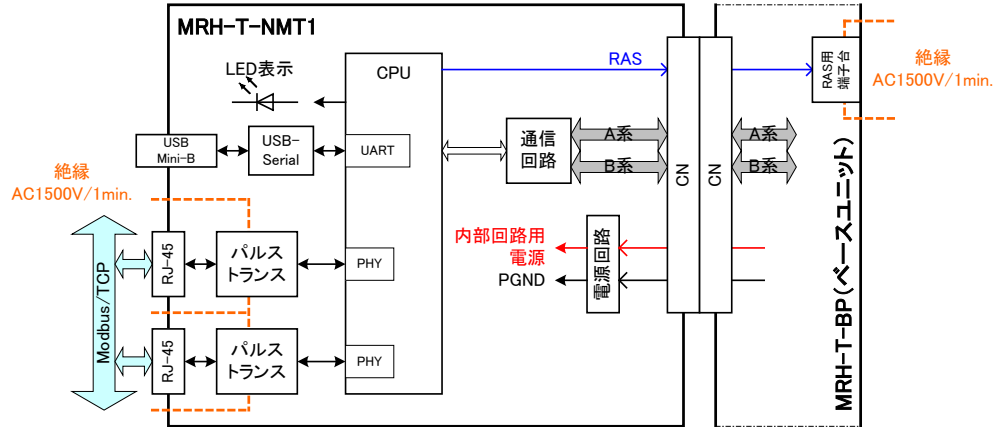 MRH-T-NMT1
LED表示
CPU
RAS
RAS用
端子台
絶縁
AC1500V/1min.
USB
Mini-B
USB-
Serial
UART
通信
回路
A系
B系
CN
CN
A系
B系
絶縁
AC1500V/1min.
Modbus/TCP
RJ-45
パルス
トランス
PHY
内部回路用
電源
PGND
電源回路
RJ-45
パルス
トランス
PHY
MRH-T-BP(ベースユニット)